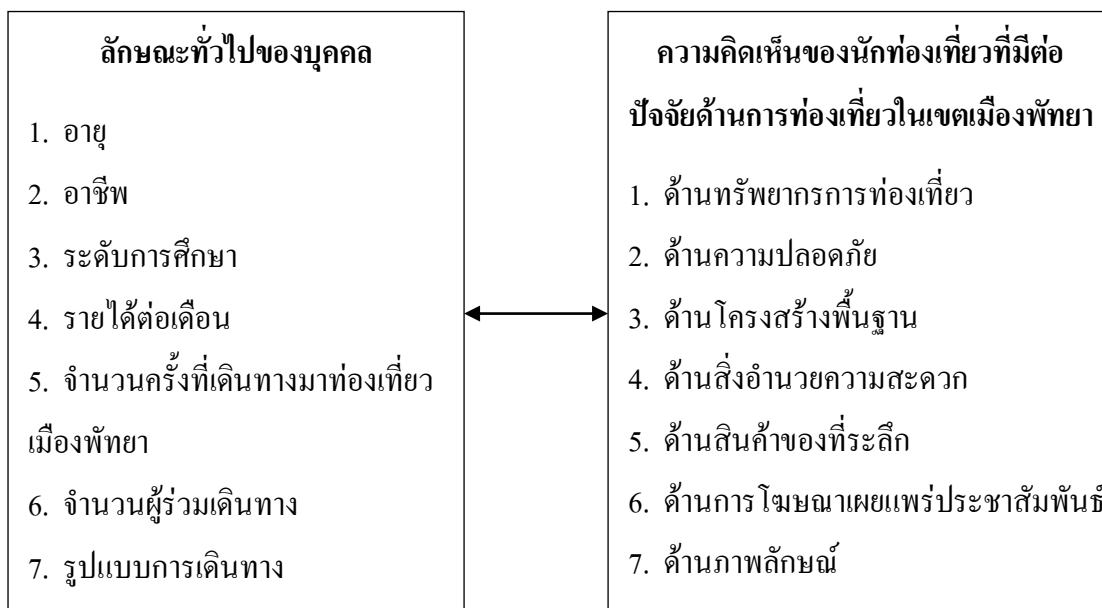 ลักษณะทั่วไปของบุคคล
1. อายุ
2. อาชีพ
3. ระดับการศึกษา
4. รายได้ต่อเดือน
5. จำนวนครั้งที่เดินทางมาท่องเที่ยว
เมืองพัทยา
6. จำนวนผู้ร่วมเดินทาง
7. รูปแบบการเดินทาง
ความคิดเห็นของนักท่องเที่ยวที่มีต่อ
ปัจจัยด้านการท่องเที่ยวในเขตเมืองพัทยา
1. ด้านทรัพยากรการท่องเที่ยว
2. ด้านความปลอดภัย
3. ด้านโครงสร้างพื้นฐาน
4. ด้านสิ่งอำนวยความสะดวก
5. ด้านสินค้าของที่ระลึก
6. ด้านการโฆษณาเผยแพร่ประชาสัมพันธ์
7. ด้านภาพลักษณ์